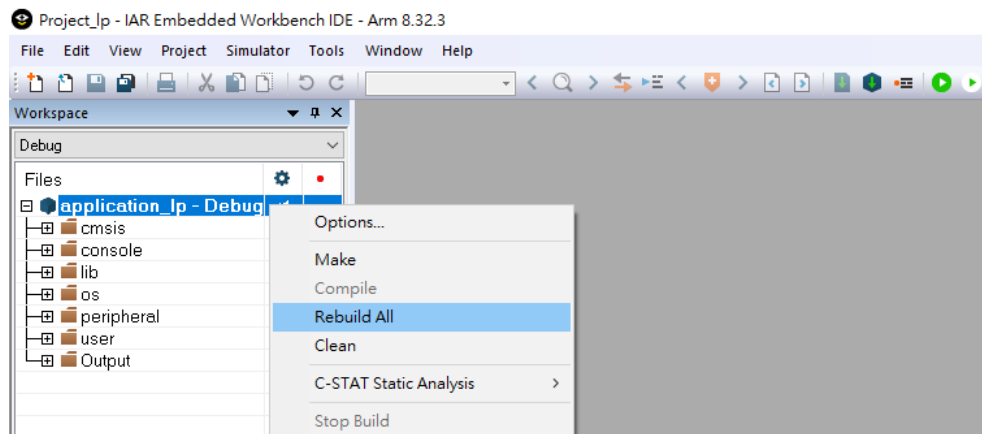 Project_lp - IAR Embedded Workbench IDE - Arm 8.32.3
File Edit View Project Simulator Tools Window Help
Workspace
Debug
Files
application_lp - Debug
cmsis
console
lib
os
peripheral
user
Output
Options...
Make
Compile
Rebuild All
Clean
C-STAT Static Analysis
Stop Build